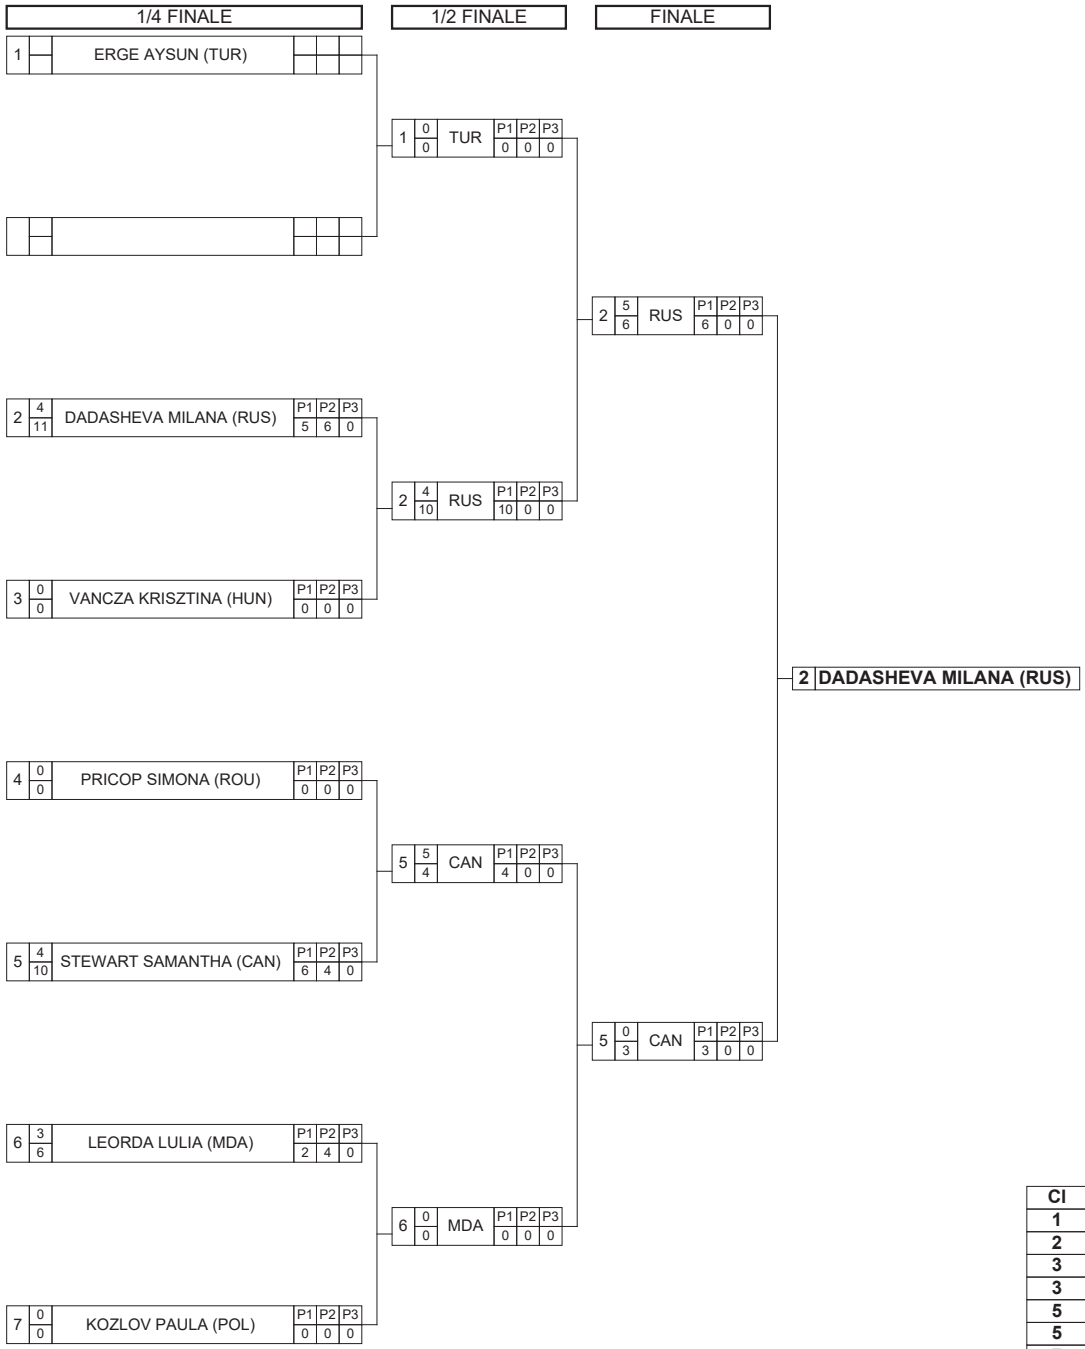 1/4 FINALE 1/2 FINALE FINALE
1 ERGE AYSUN (TUR)
1 0 0 TUR P1 P2 P3 0 0 0
2 5 6 RUS P1 P2 P3 6 0 0
2 4 11 DADASHEVA MILANA (RUS) P1 P2 P3 5 6 0
2 4 10 RUS P1 P2 P3 10 0 0
3 0 0 VANCZA KRISZTINA (HUN) P1 P2 P3 0 0 0
2 DADASHEVA MILANA (RUS)
4 0 0 PRICOP SIMONA (ROU) P1 P2 P3 0 0 0
5 5 4 CAN P1 P2 P3 4 0 0
5 4 10 STEWART SAMANTHA (CAN) P1 P2 P3 6 4 0
5 0 3 CAN P1 P2 P3 3 0 0
6 3 6 LEORDA LULIA (MDA) P1 P2 P3 2 4 0
6 0 0 MDA P1 P2 P3 0 0 0
7 0 0 KOZLOV PAULA (POL) P1 P2 P3 0 0 0
Cl
1
2
3
3
5
5